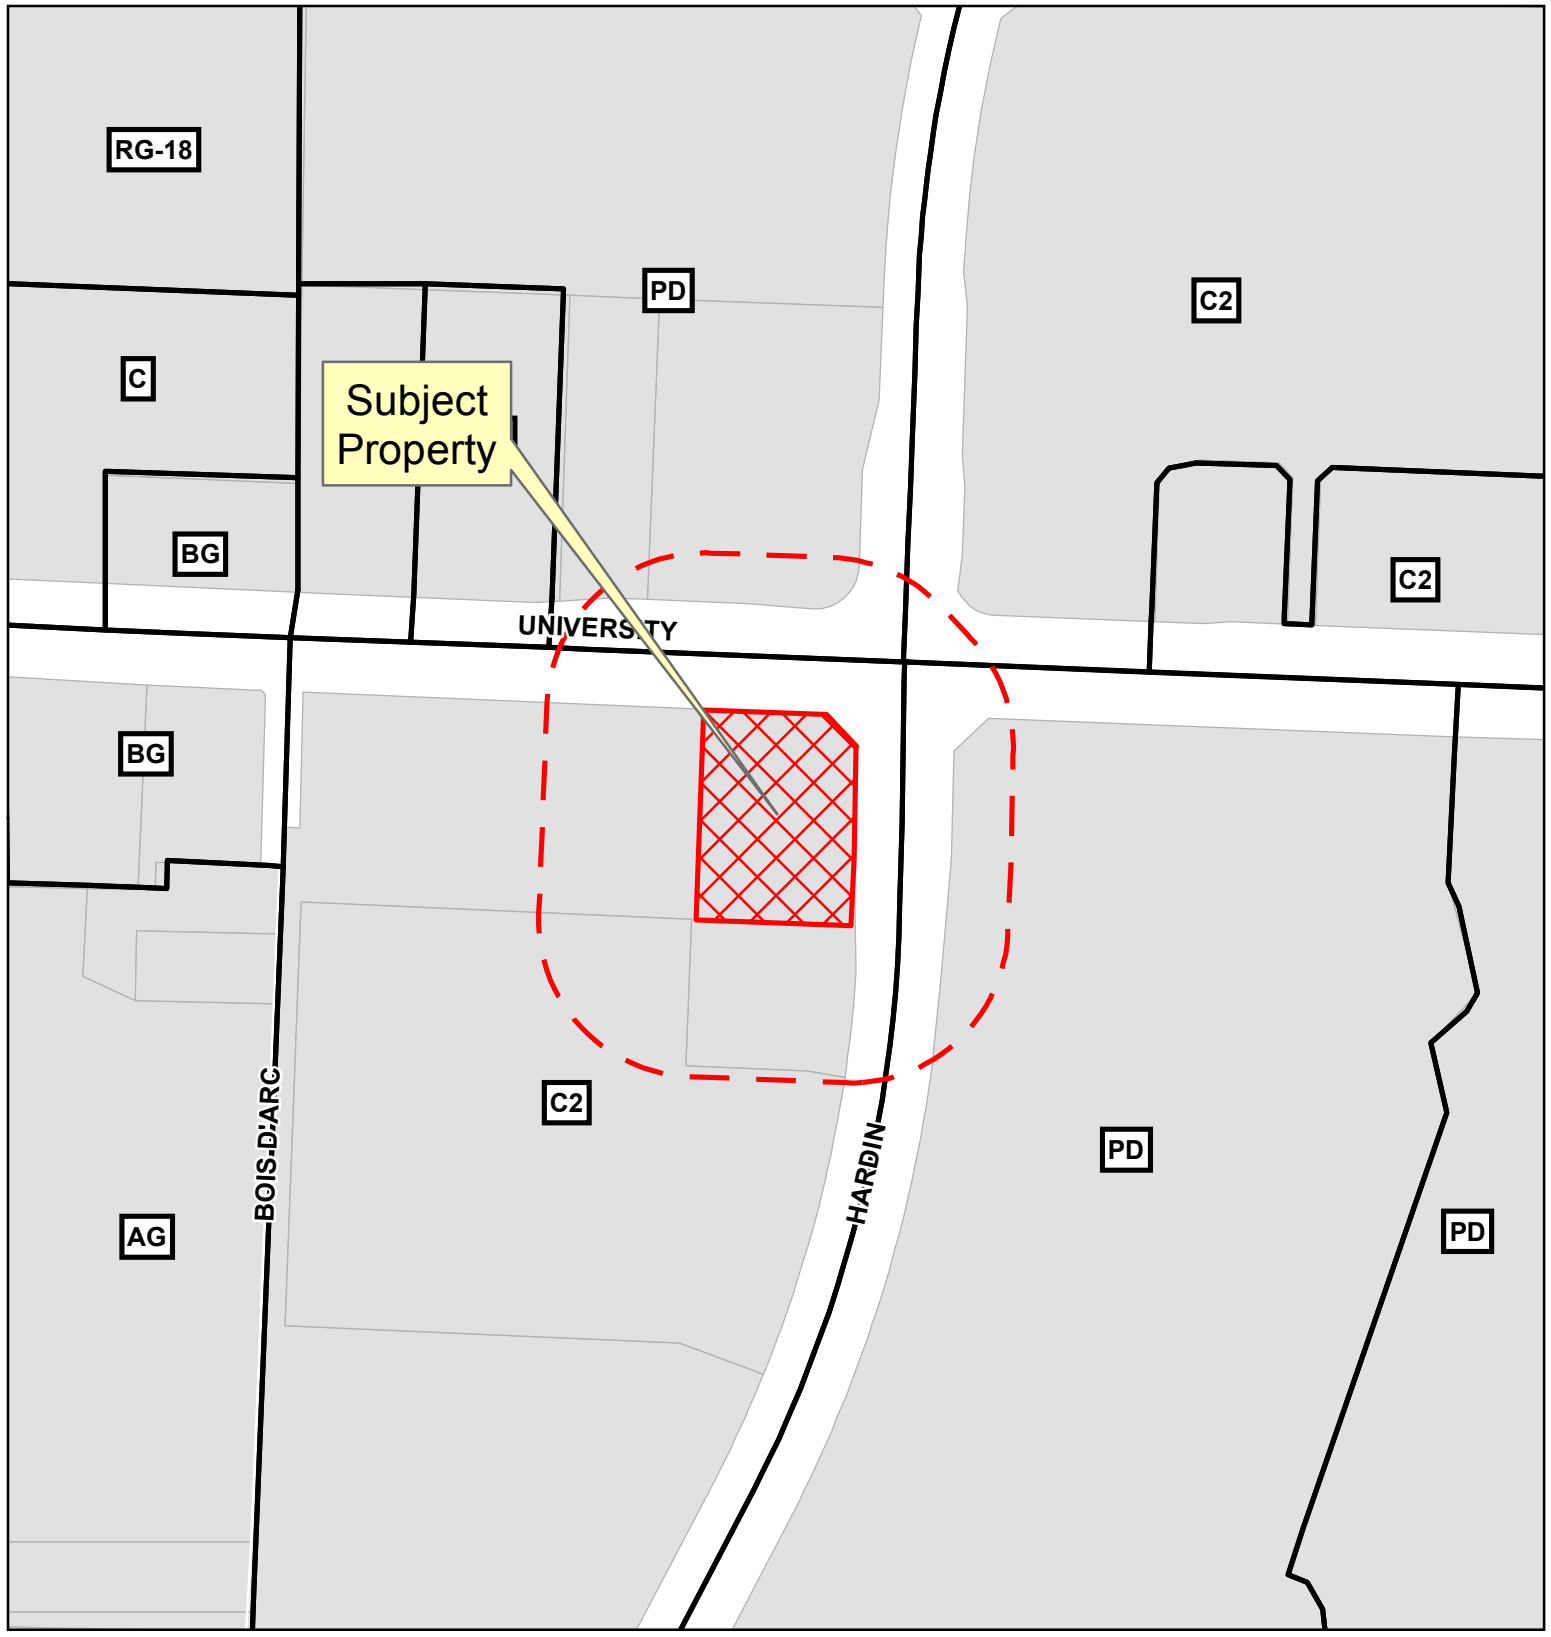 RG-18
PD
C2
C
Subject
Property
BG
C2
UNIVERSITY
BG
C2
BOIS D'ARC
HARDIN
PD
AG
PD